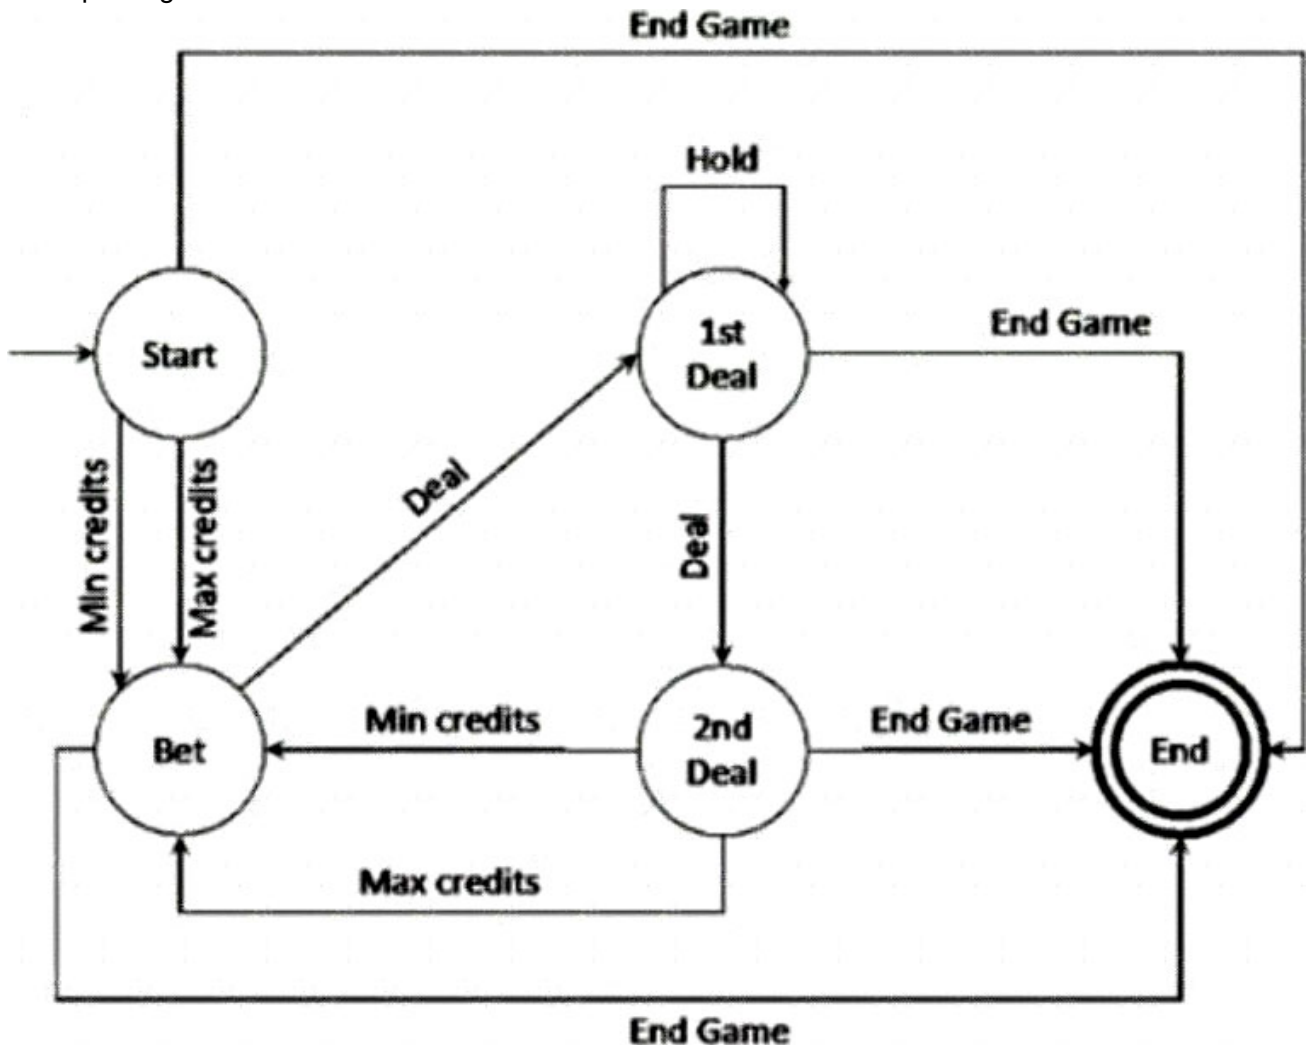 End Game
Hold
Start
1st
Deal
End Game
Min credits
Max credits
Deal
Deal
Bet
Min credits
2nd
Deal
End Game
End
Max credits
End Game